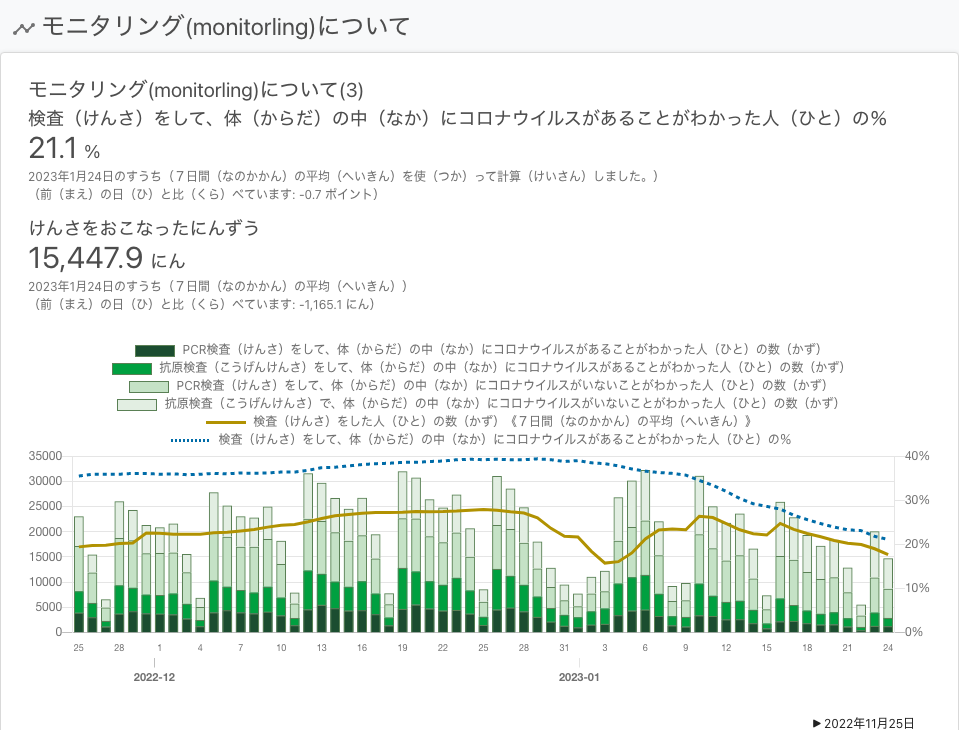 モニタリング(monitorling)について
モニタリング(monitorling)について(3)
検査（けんさ）をして、体（からだ）の中（なか）にコロナウイルスがあることがわかった人（ひと）の%
21.1 %
2023年1月24日のすうち（７日間（なのかかん）の平均（へいきん）を使（つか）って計算（けいさん）しました。）
（前（まえ）の日（ひ）と比（くら）べています: -0.7 ポイント）
けんさをおこなったにんずう
15,447.9 にん
2023年1月24日のすうち（７日間（なのかかん）の平均（へいきん））
（前（まえ）の日（ひ）と比（くら）べています: -1,165.1 にん）
PCR検査（けんさ）をして、体（からだ）の中（なか）にコロナウイルスがあることがわかった人（ひと）の数（かず）
抗原検査（こうげんけんさ）をして、体（からだ）の中（なか）にコロナウイルスがあることがわかった人（ひと）の数（かず）
PCR検査（けんさ）をして、体（からだ）の中（なか）にコロナウイルスがいないことがわかった人（ひと）の数（かず）
抗原検査（こうげんけんさ）で、体（からだ）の中（なか）にコロナウイルスがいないことがわかった人（ひと）の数（かず）
検査（けんさ）をした人（ひと）の数（かず）《７日間（なのかかん）の平均（へいきん）》
検査（けんさ）をして、体（からだ）の中（なか）にコロナウイルスがあることがわかった人（ひと）の%
35000 40%
30000
25000 30%
20000 20%
15000
10000 10%
5000
0 0%
25 28 1 4 7 10 13 16 19 22 25 28 31 3 6 9 12 15 18 21 24
2022-12 2023-01
▶ 2022年11月25日